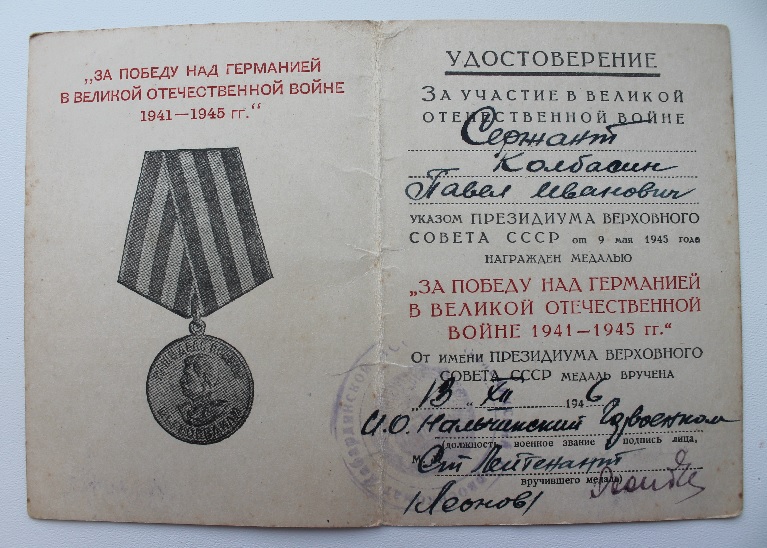 „ЗА ПОБЕДУ НАД ГЕРМАНИЕЙ
В ВЕЛИКОЙ ОТЕЧЕСТВЕННОЙ ВОЙНЕ
1941—1945 гг.“
УДОСТОВЕРЕНИЕ
ЗА УЧАСТИЕ В ВЕЛИКОЙ
ОТЕЧЕСТВЕННОЙ ВОЙНЕ
Сержант
Колбасин
Павел Иванович
УКАЗОМ ПРЕЗИДИУМА ВЕРХОВНОГО
СОВЕТА СССР от 9 мая 1945 года
НАГРАЖДЕН МЕДАЛЬЮ
„ЗА ПОБЕДУ НАД ГЕРМАНИЕЙ
В ВЕЛИКОЙ ОТЕЧЕСТВЕННОЙ
ВОЙНЕ 1941—1945 гг.“
От имени ПРЕЗИДИУМА ВЕРХОВНОГО
СОВЕТА СССР МЕДАЛЬ ВРУЧЕНА
„13„ XII 1946
И.О. Нальчикский Горвоенком
(должность, военное звание и подпись лица,
М. Ст Лейтенант
вручившего медаль)
/Леонов/